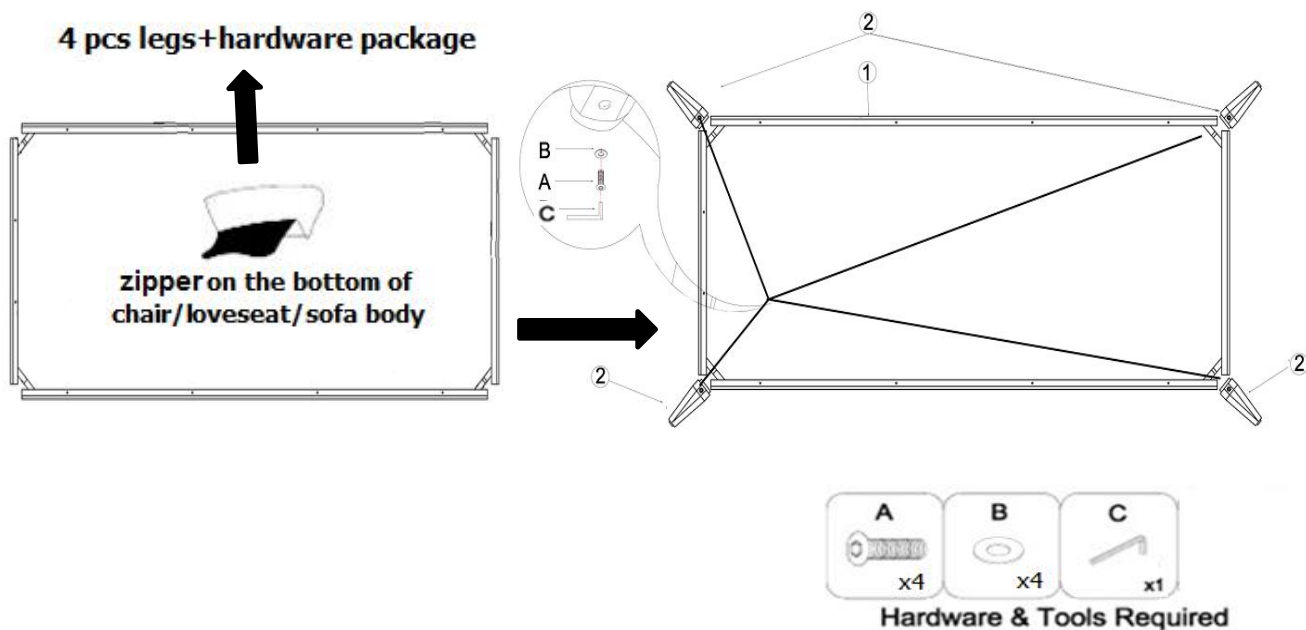 4 pcs legs+hardware package
zipper on the bottom of
chair/loveseat/sofa body
2
1
B
A
C
2
2
A
B
C
x4
x4
x1
Hardware & Tools Required